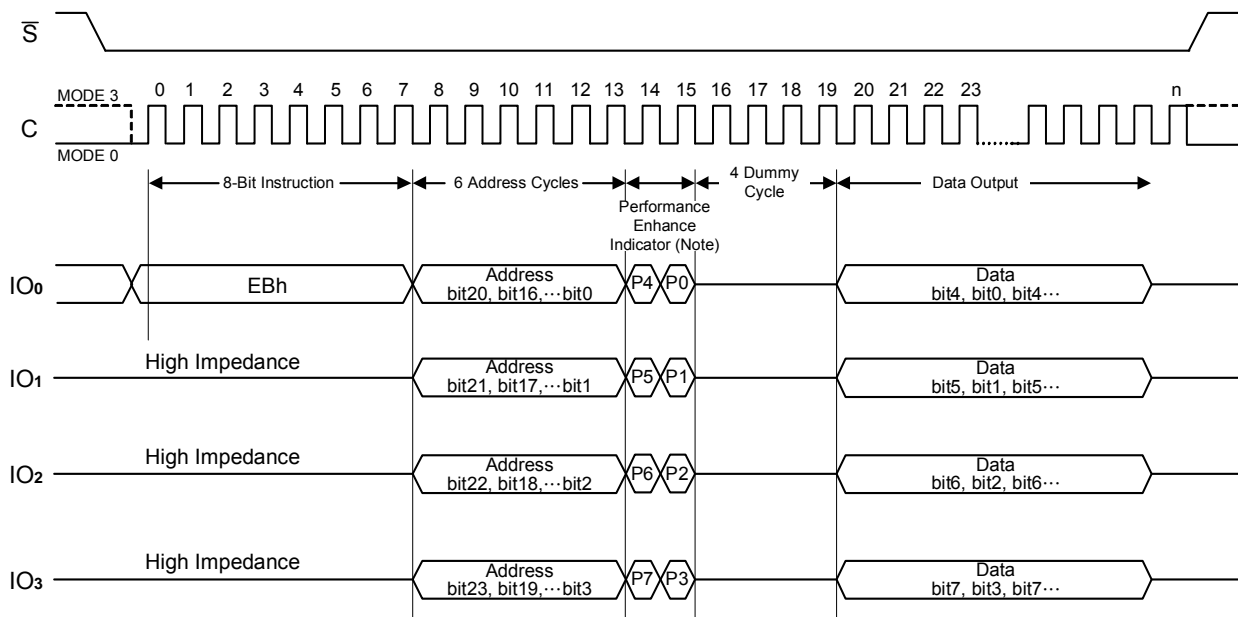 S
0 1 2 3 4 5 6 7 8 9 10 11 12 13 14 15 16 17 18 19 20 21 22 23 n
MODE 3
C
MODE 0
8-Bit Instruction
6 Address Cycles
4 Dummy
Cycle
Data Output
Performance
Enhance
Indicator (Note)
IO0
EBh
Address
bit20, bit16,⋯bit0
P4
P0
Data
bit4, bit0, bit4⋯
IO1
High Impedance
Address
bit21, bit17,⋯bit1
P5
P1
Data
bit5, bit1, bit5⋯
IO2
High Impedance
Address
bit22, bit18,⋯bit2
P6
P2
Data
bit6, bit2, bit6⋯
IO3
High Impedance
Address
bit23, bit19,⋯bit3
P7
P3
Data
bit7, bit3, bit7⋯